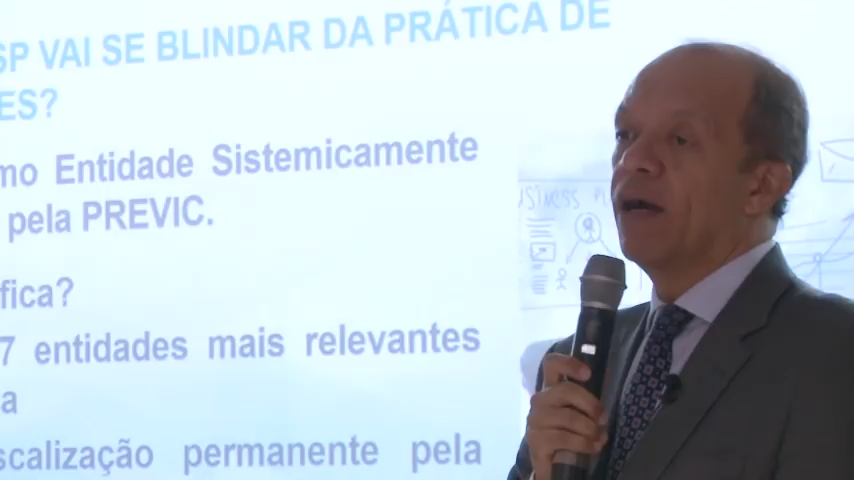 SP VAI SE BLINDAR DA PRÁTICA DE
ES?
mo Entidade Sistemicamente
pela PREVIC.
fica?
7 entidades mais relevantes
a
scalização permanente pela